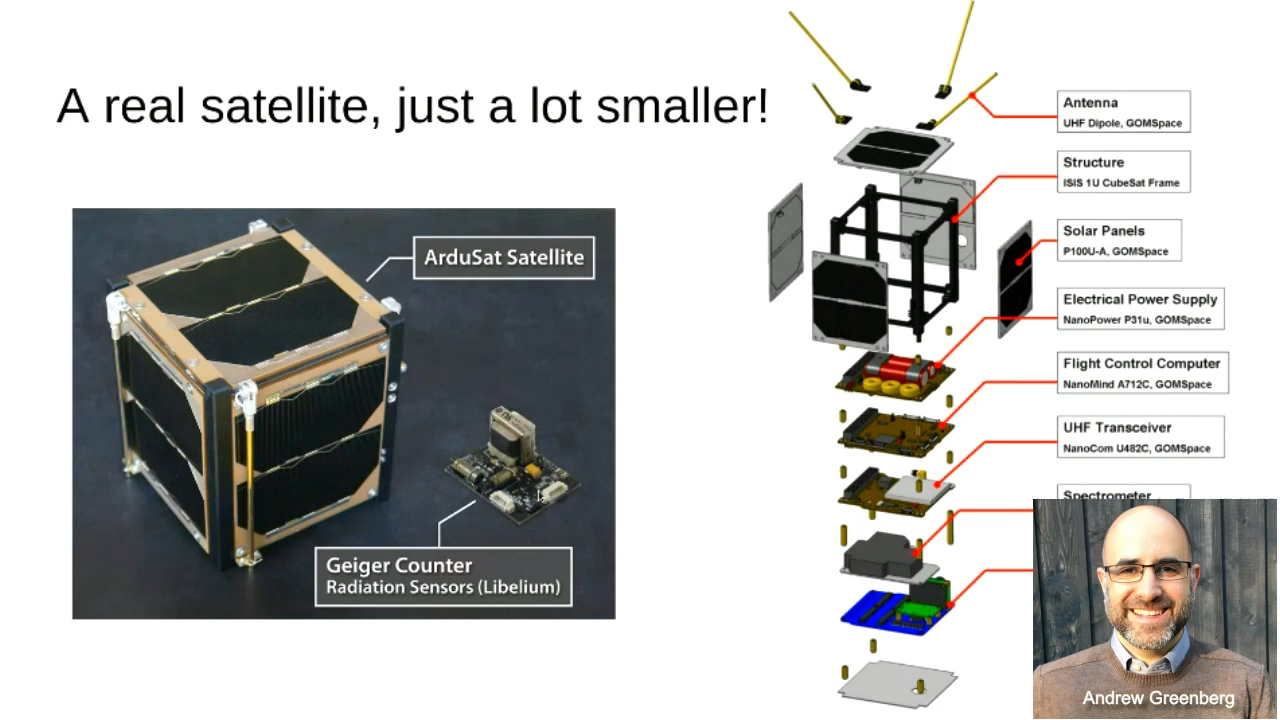 A real satellite, just a lot smaller!
ArduSat Satellite
Geiger Counter
Radiation Sensors (Libelium)
Antenna
UHF Dipole, GOMSpace
Structure
ISIS 1U CubeSat Frame
Solar Panels
P100U-A, GOMSpace
Electrical Power Supply
NanoPower P31u, GOMSpace
Flight Control Computer
NanoMind A712C, GOMSpace
UHF Transceiver
NanoCom U482C, GOMSpace
Spectrometer
Andrew Greenberg